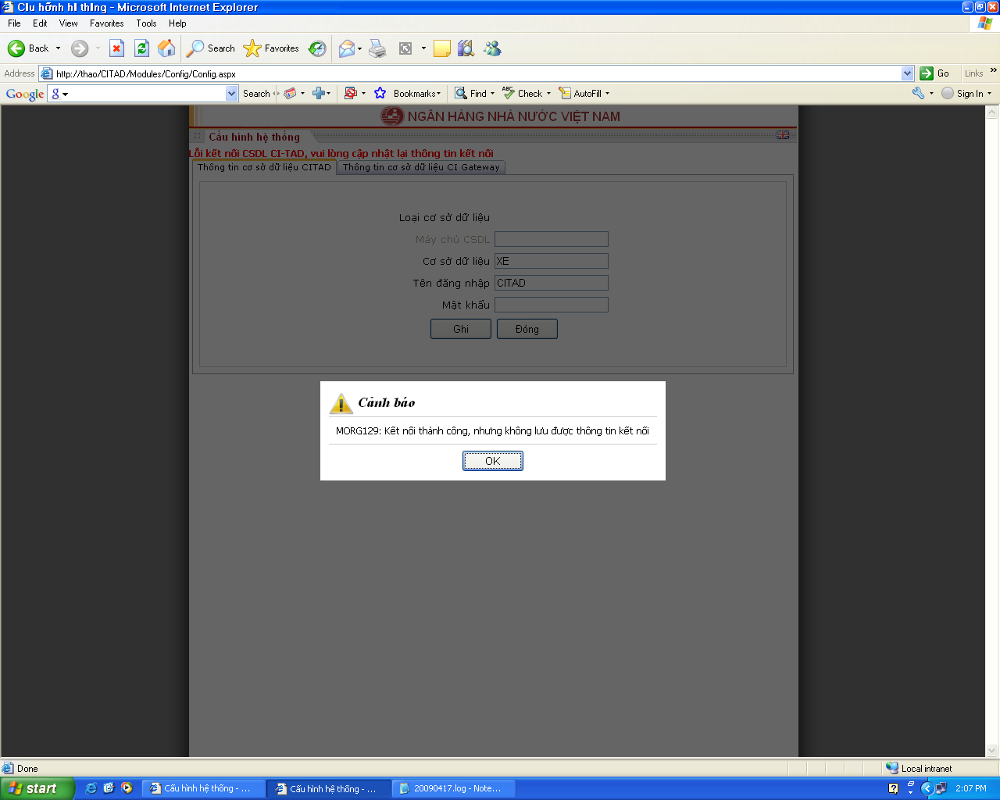 CIu hỡnh hI thIng - Microsoft Internet Explorer
File Edit View Favorites Tools Help
Back Search Favorites
Address http://thao/CITAD/Modules/Config/Config.aspx Go Links »
Google g Search Bookmarks Find ABC Check AutoFill Sign In
NGÂN HÀNG NHÀ NƯỚC VIỆT NAM
Cấu hình hệ thống
Lỗi kết nối CSDL CI-TAD, vui lòng cập nhật lại thông tin kết nối
Thông tin cơ sở dữ liệu CITAD Thông tin cơ sở dữ liệu CI Gateway
Loại cơ sở dữ liệu
Máy chủ CSDL
Cơ sở dữ liệu XE
Tên đăng nhập CITAD
Mật khẩu
Ghi Đóng
Cảnh báo
MORG129: Kết nối thành công, nhưng không lưu được thông tin kết nối
OK
Done Local intranet
start Cấu hình hệ thống - ... Cấu hình hệ thống - ... 20090417.log - Note... 2:07 PM